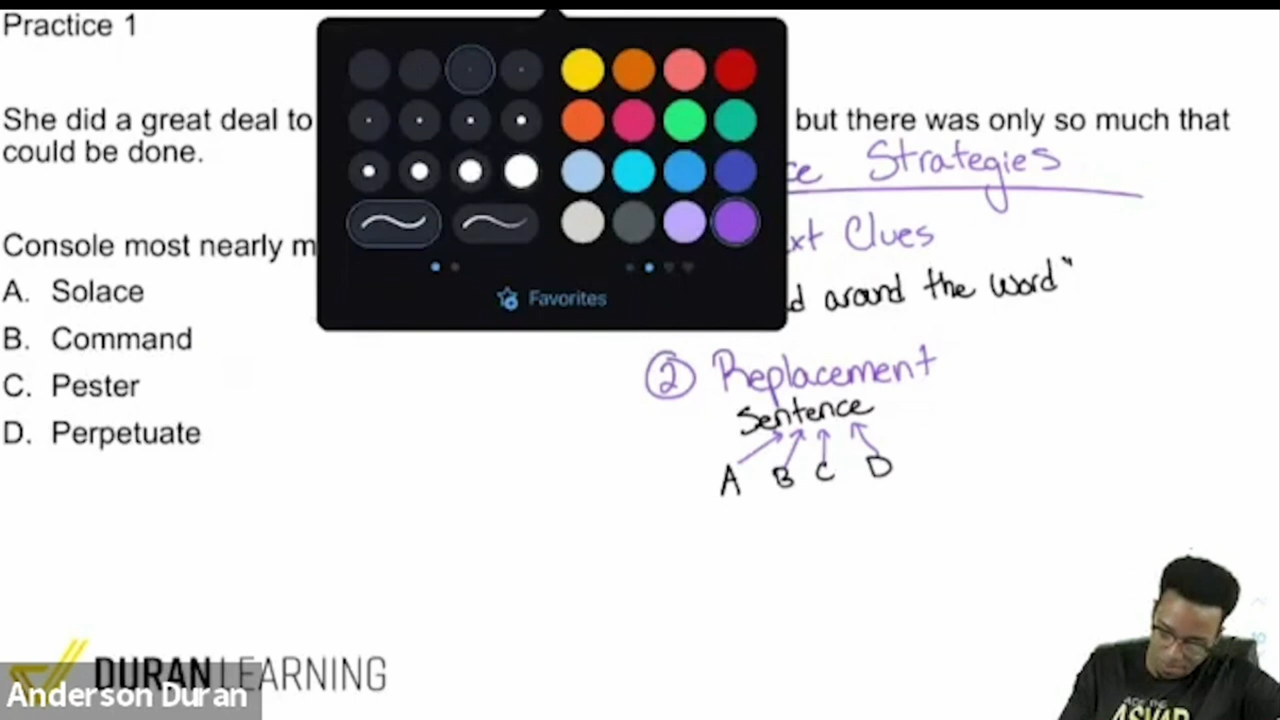 Practice 1
She did a great deal to but there was only so much that
could be done.
Strategies
Console most nearly m
xt Clues
A. Solace
d around the word"
B. Command
Favorites
C. Pester
② Replacement
D. Perpetuate
Sentence
A B C D
DURAN LEARNING
Anderson Duran
ASVAB